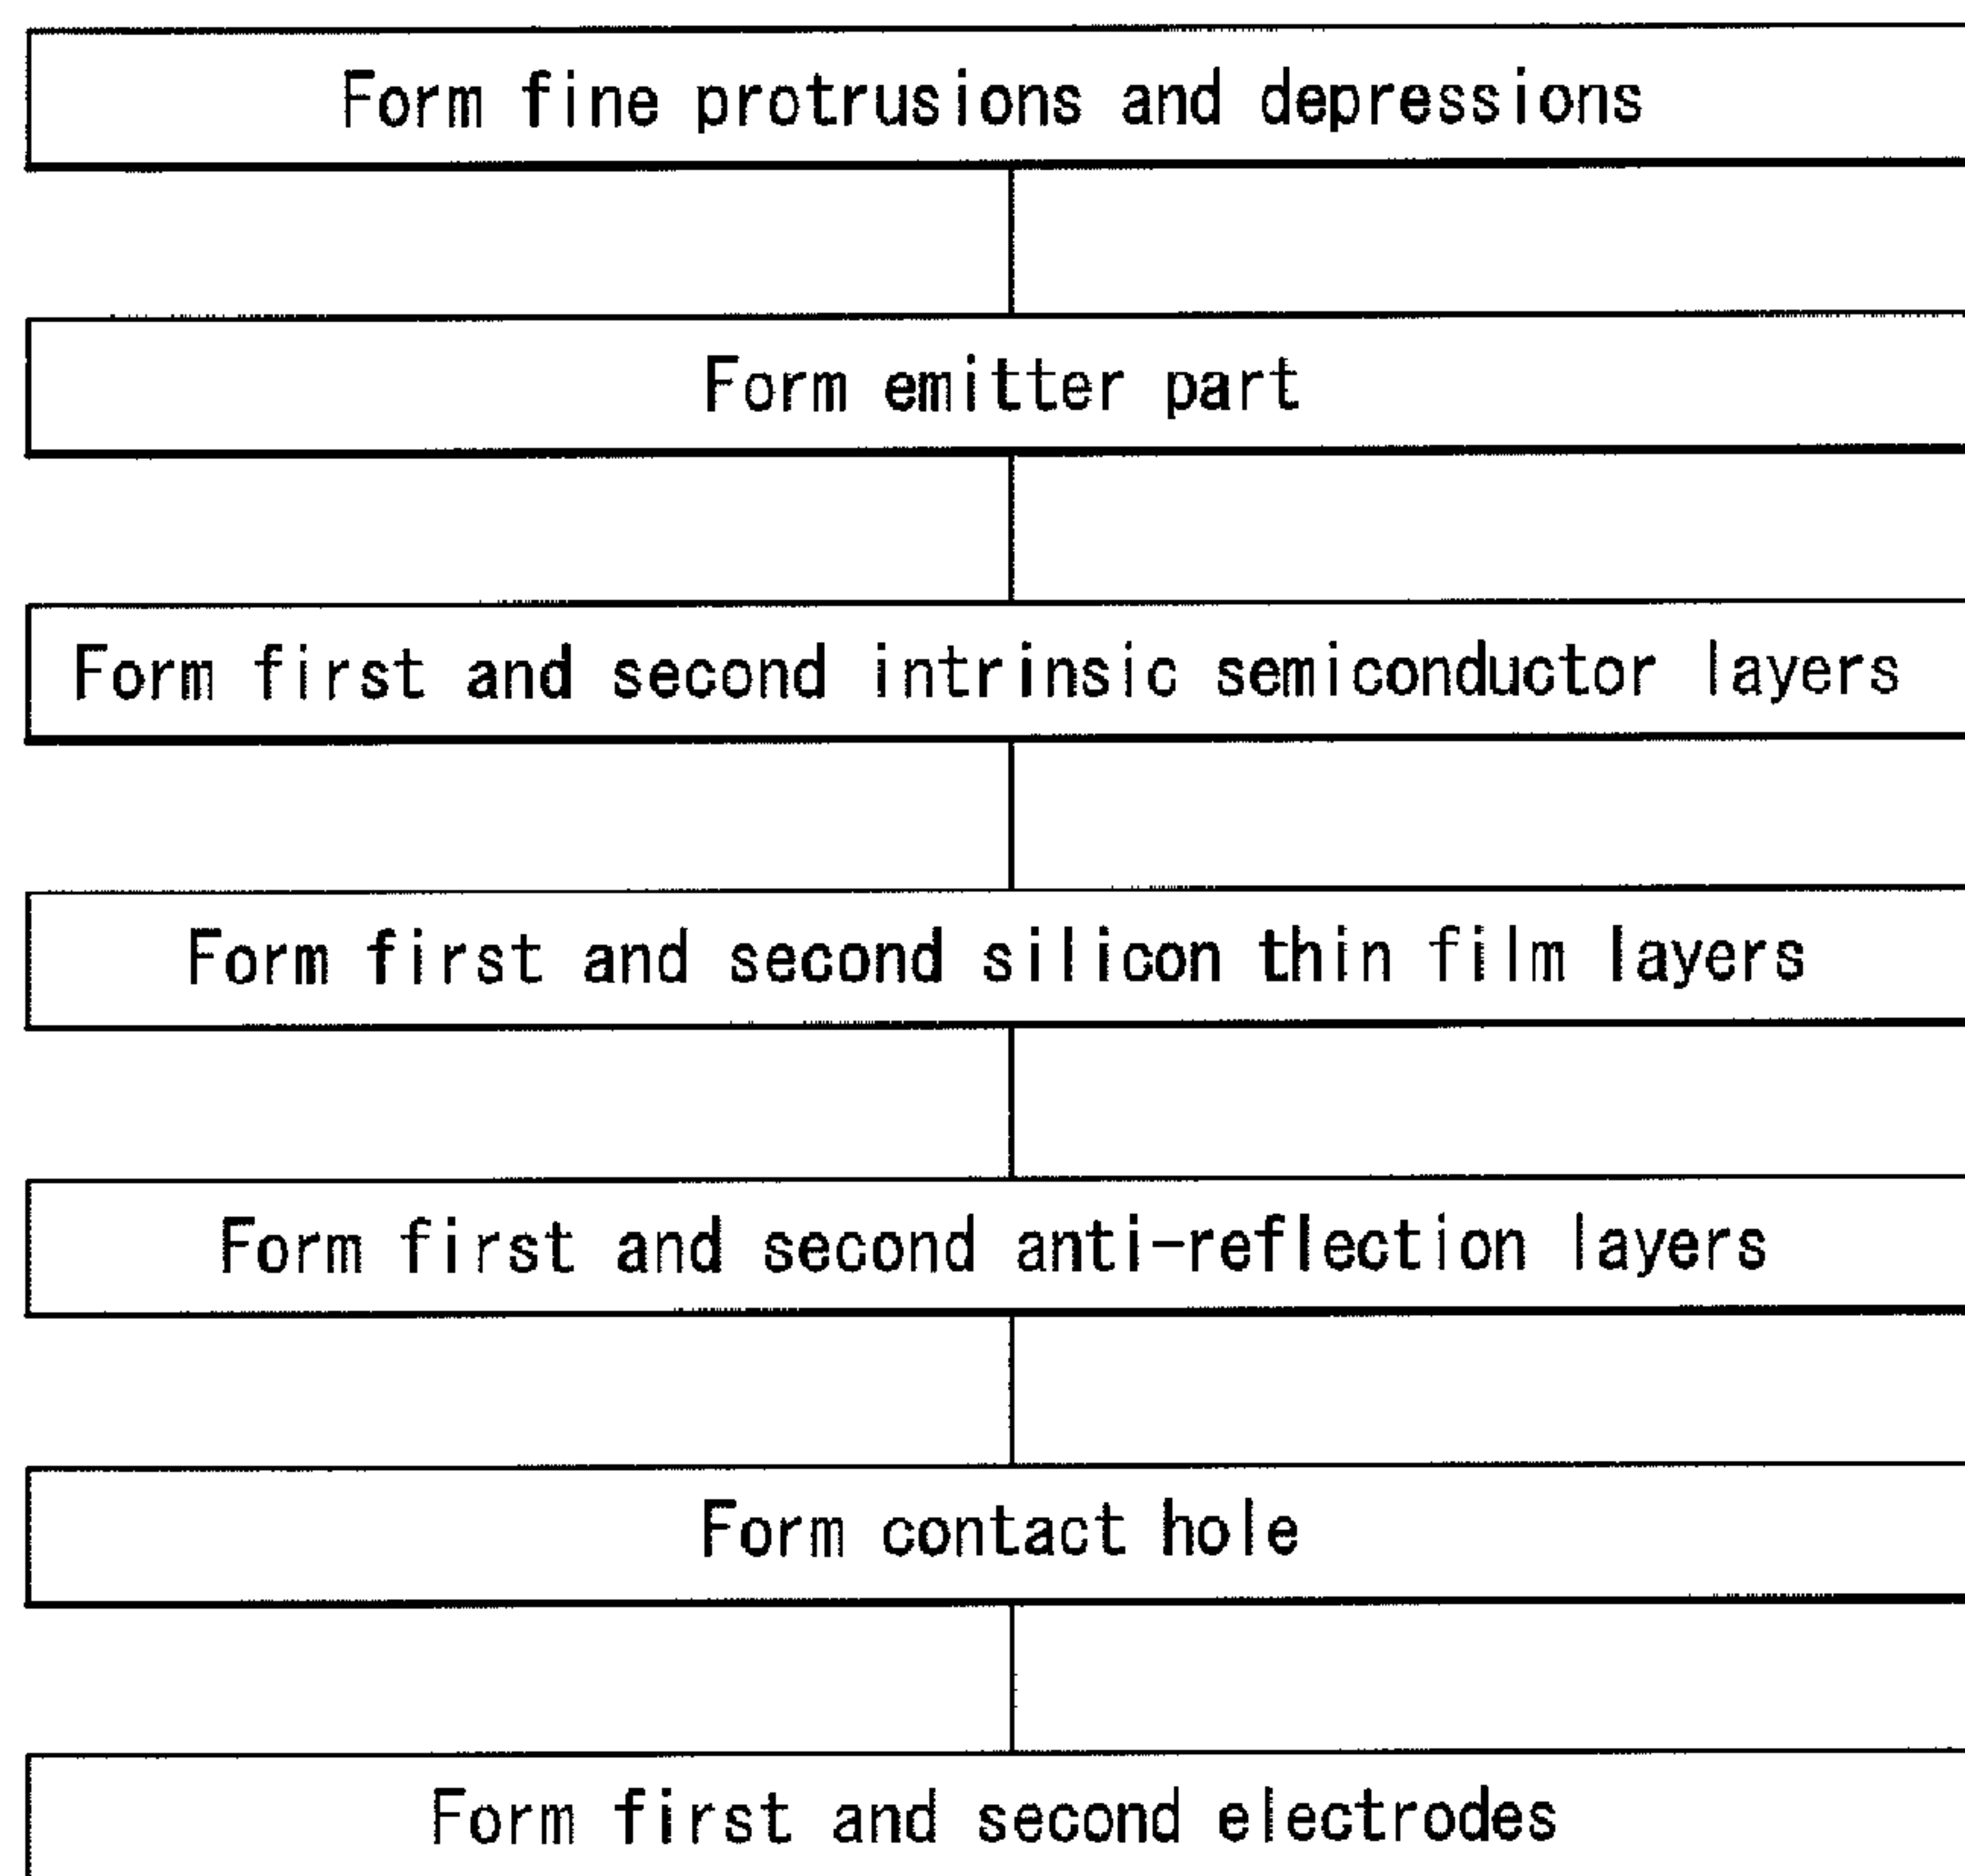 Form fine protrusions and depressions
Form emitter part
Form first and second intrinsic semiconductor layers
Form first and second silicon thin film layers
Form first and second anti-reflection layers
Form contact hole
Form first and second electrodes